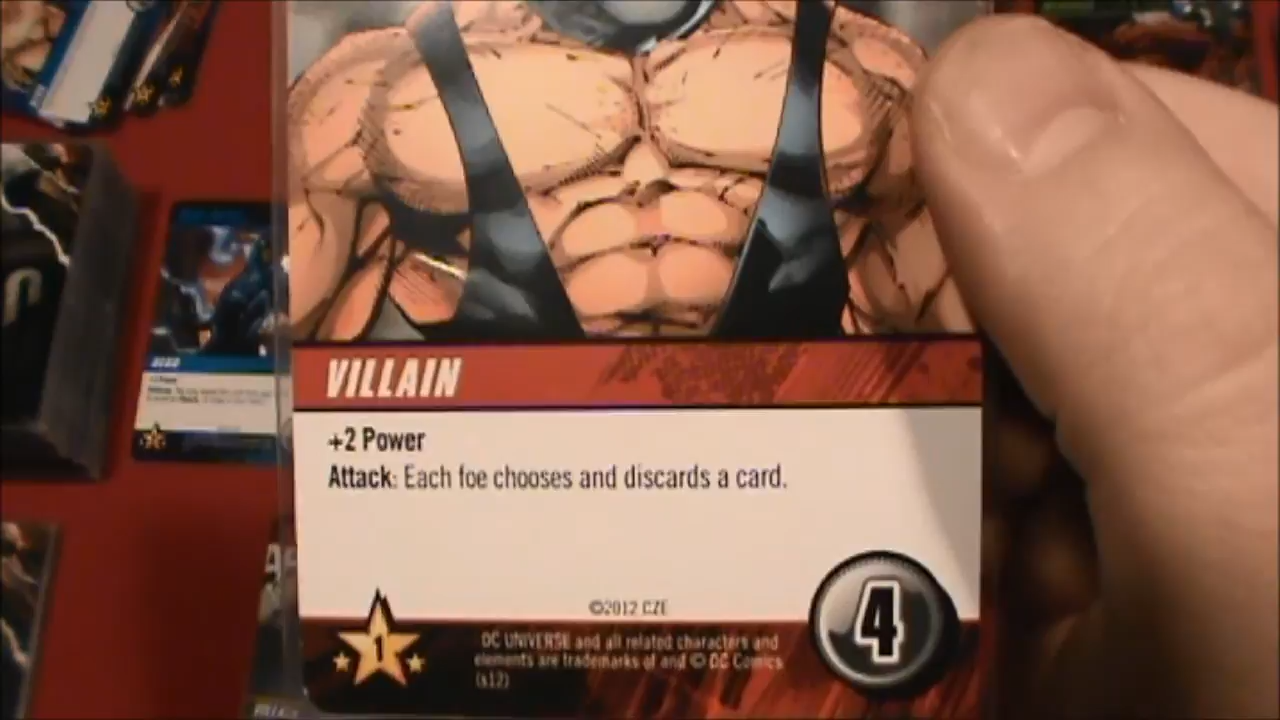 VILLAIN
+2 Power
Attack: Each foe chooses and discards a card.
©2012 CZE
1
DC UNIVERSE and all related characters and
elements are trademarks of and © DC Comics
(s12)
4